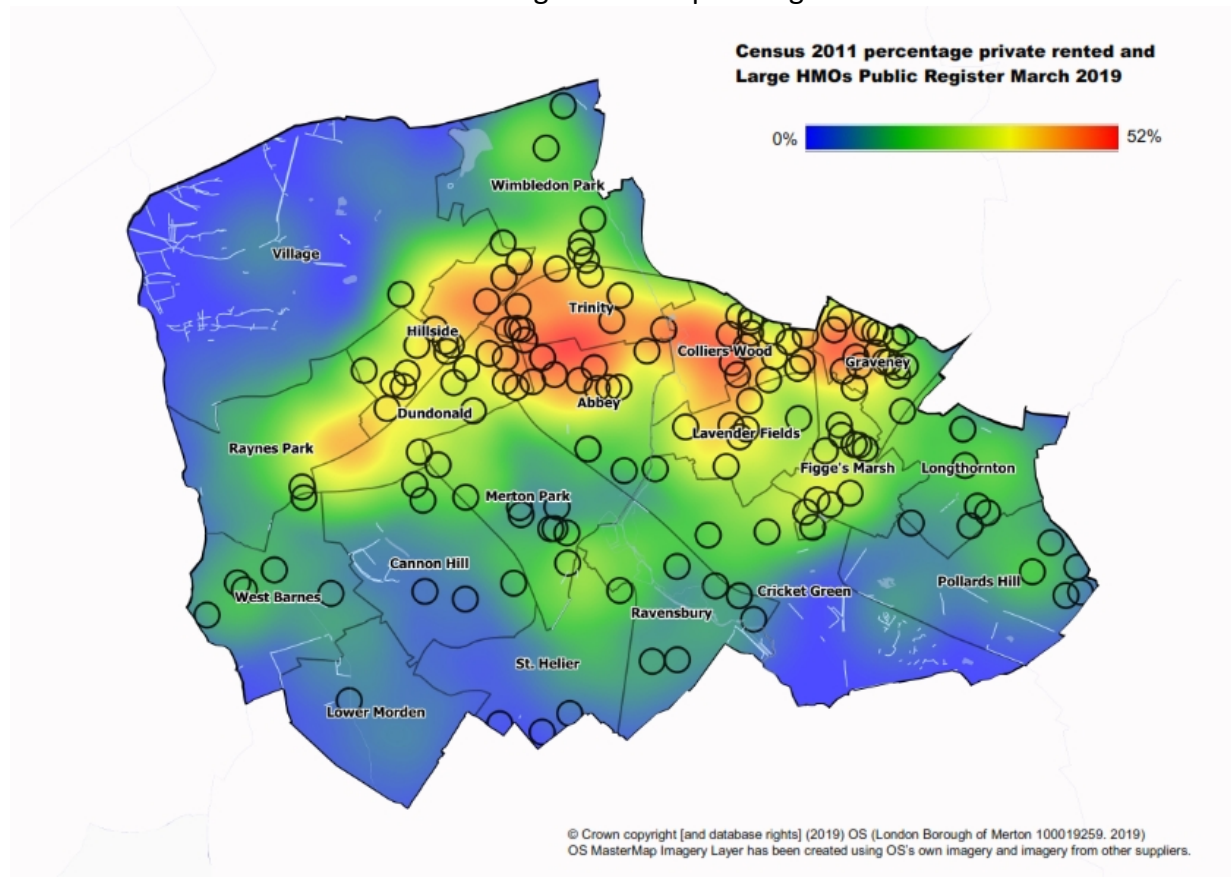 Census 2011 percentage private rented and
Large HMOs Public Register March 2019
0%
52%
Wimbledon Park
Village
Trinity
Hillside
Colliers Wood
Graveney
Abbey
Dundonald
Lavender Fields
Raynes Park
Figge's Marsh
Longthornton
Merton Park
Cannon Hill
West Barnes
Cricket Green
Pollards Hill
Ravensbury
St. Helier
Lower Morden
© Crown copyright [and database rights] (2019) OS (London Borough of Merton 100019259. 2019)
OS MasterMap Imagery Layer has been created using OS's own imagery and imagery from other suppliers.